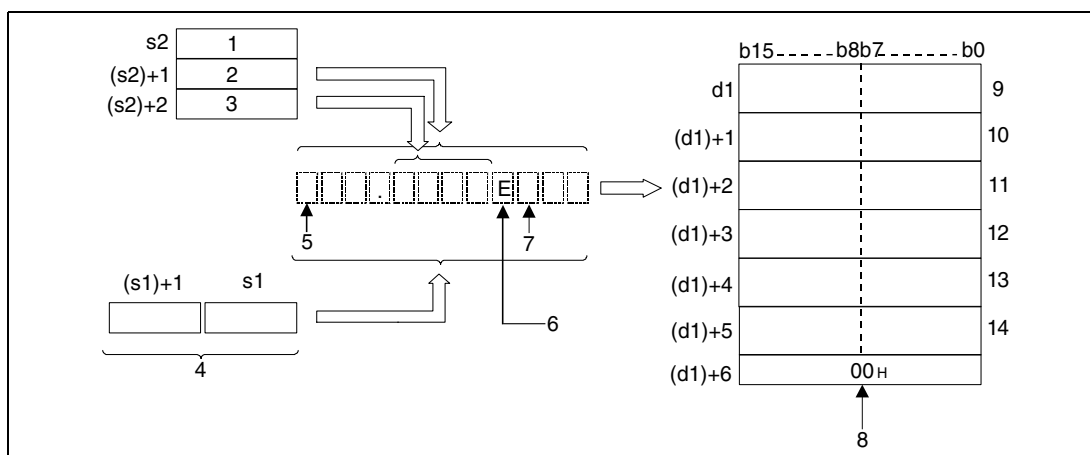 s2 1
(s2)+1 2
(s2)+2 3
. E
5 7
6
(s1)+1 s1
4
b15 ------- b8b7 ------- b0
d1 9
(d1)+1 10
(d1)+2 11
(d1)+3 12
(d1)+4 13
(d1)+5 14
(d1)+6 00H
8